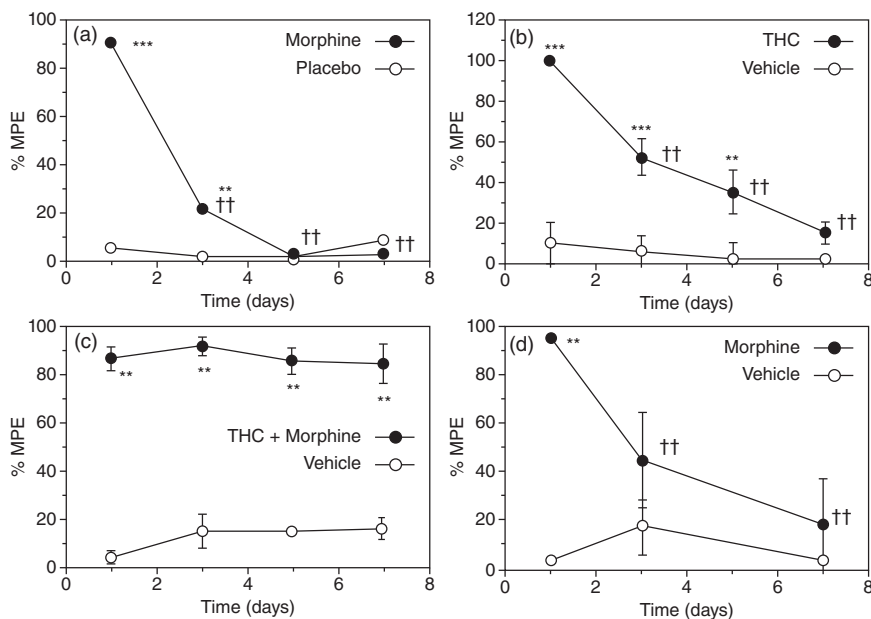 (a)
Morphine
Placebo
% MPE
100
80
60
40
20
0
***
**
††
††
††
0 2 4 6 8
Time (days)
(b)
THC
Vehicle
% MPE
120
100
80
60
40
20
0
***
***
††
**
††
††
0 2 4 6 8
Time (days)
(c)
THC + Morphine
Vehicle
% MPE
100
80
60
40
20
0
**
**
**
**
0 2 4 6 8
Time (days)
(d)
Morphine
Vehicle
% MPE
100
80
60
40
20
0
**
††
††
0 2 4 6 8
Time (days)